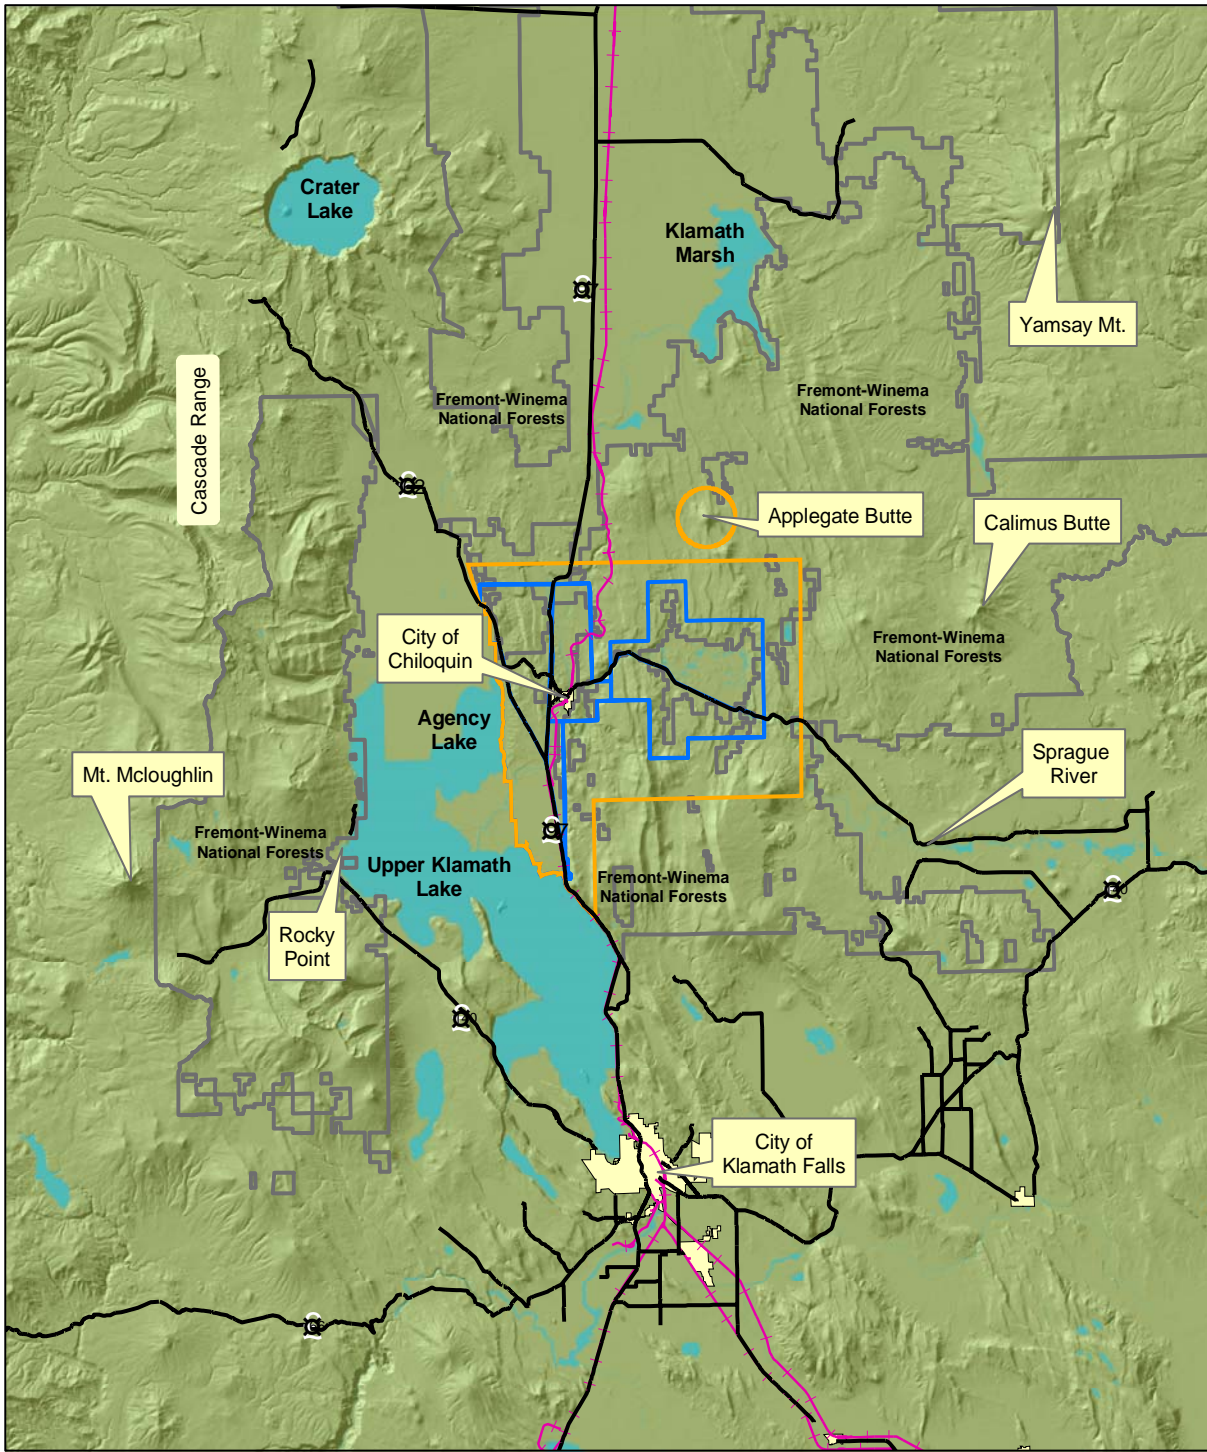 Crater
Lake
Klamath
Marsh
97
Yamsay Mt.
Cascade Range
Fremont-Winema
National Forests
Fremont-Winema
National Forests
62
Applegate Butte
Calimus Butte
City of
Chiloquin
Fremont-Winema
National Forests
Agency
Lake
Sprague
River
Mt. Mcloughlin
Fremont-Winema
National Forests
97
Upper Klamath
Lake
Fremont-Winema
National Forests
140
Rocky
Point
140
City of
Klamath Falls
66